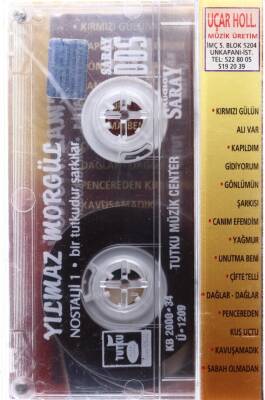 UÇAR HOLL.
MÜZİK ÜRETİM
İMÇ 5. BLOK 5204
UNKAPANI-İST.
TEL: 522 80 05
519 20 39
• KIRMIZI GÜLÜN
ALI VAR
• KAPILDIM
GİDİYORUM
• GÖNLÜMÜN
ŞARKISI
• CANIM EFENDİM
• YAĞMUR
• UNUTMA BENİ
• ÇİFTETELLİ
• DAĞLAR - DAĞLAR
• PENCEREDEN
KUŞ UÇTU
• KAVUŞAMADIK
• SABAH OLMADAN
YILMAZ MORGÜL
NOSTALJİ 1 • bir tutkudur şarkılar
SARAY
TUTKU MÜZİK CENTER
KB 2000-34
Ü-1209
TUTKU
KIRMIZI GÜLÜN
PENCEREDEN
KAVUŞAMADIK
SARAY
005